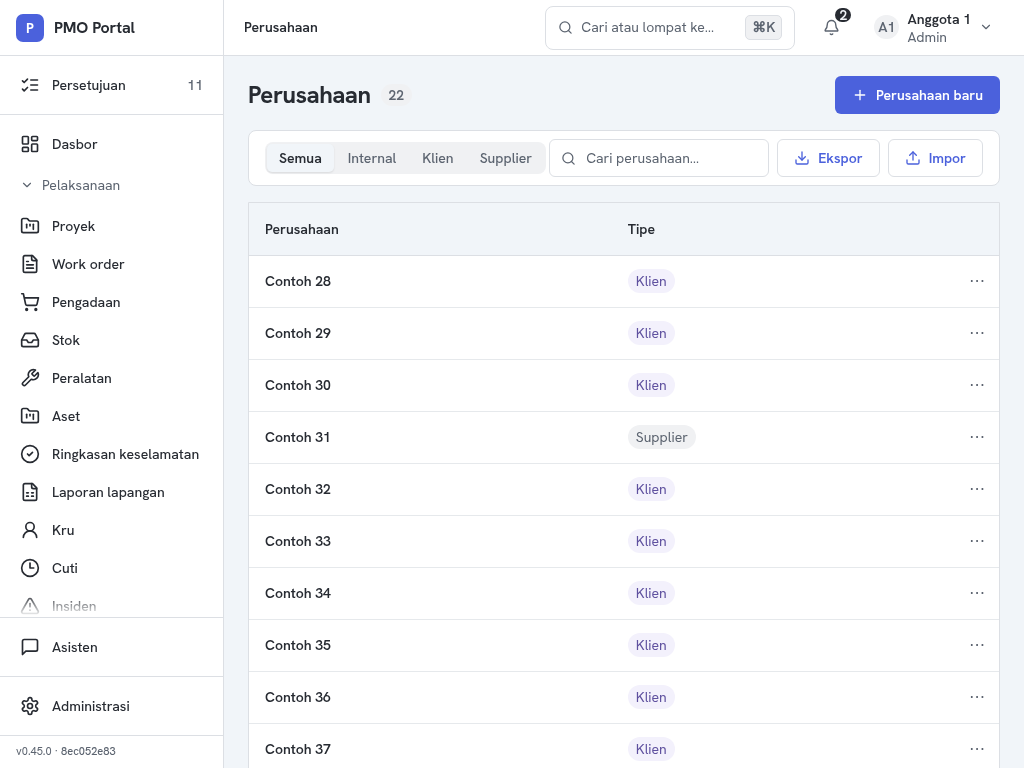 P
PMO Portal
Persetujuan
11
Dasbor
Pelaksanaan
Proyek
Work order
Pengadaan
Stok
Peralatan
Aset
Ringkasan keselamatan
Laporan lapangan
Kru
Cuti
Insiden
Asisten
Administrasi
v0.45.0 · 8ec052e83
Perusahaan
Cari atau lompat ke...
⌘K
2
A1
Anggota 1
Admin
Perusahaan 22
Perusahaan baru
Semua Internal Klien Supplier
Cari perusahaan...
Ekspor
Impor
Perusahaan Tipe
Contoh 28 Klien
Contoh 29 Klien
Contoh 30 Klien
Contoh 31 Supplier
Contoh 32 Klien
Contoh 33 Klien
Contoh 34 Klien
Contoh 35 Klien
Contoh 36 Klien
Contoh 37 Klien